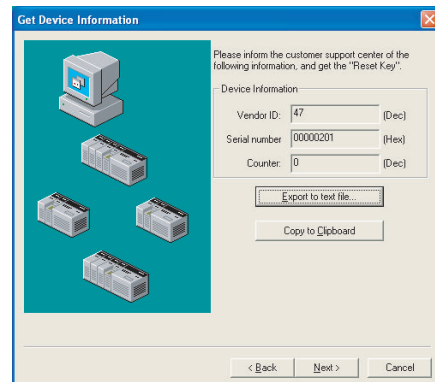 Get Device Information
Please inform the customer support center of the
following information, and get the "Reset Key".
Device Information
Vendor ID: 47 (Dec)
Serial number 00000201 (Hex)
Counter: 0 (Dec)
Export to text file...
Copy to Clipboard
< Back Next > Cancel